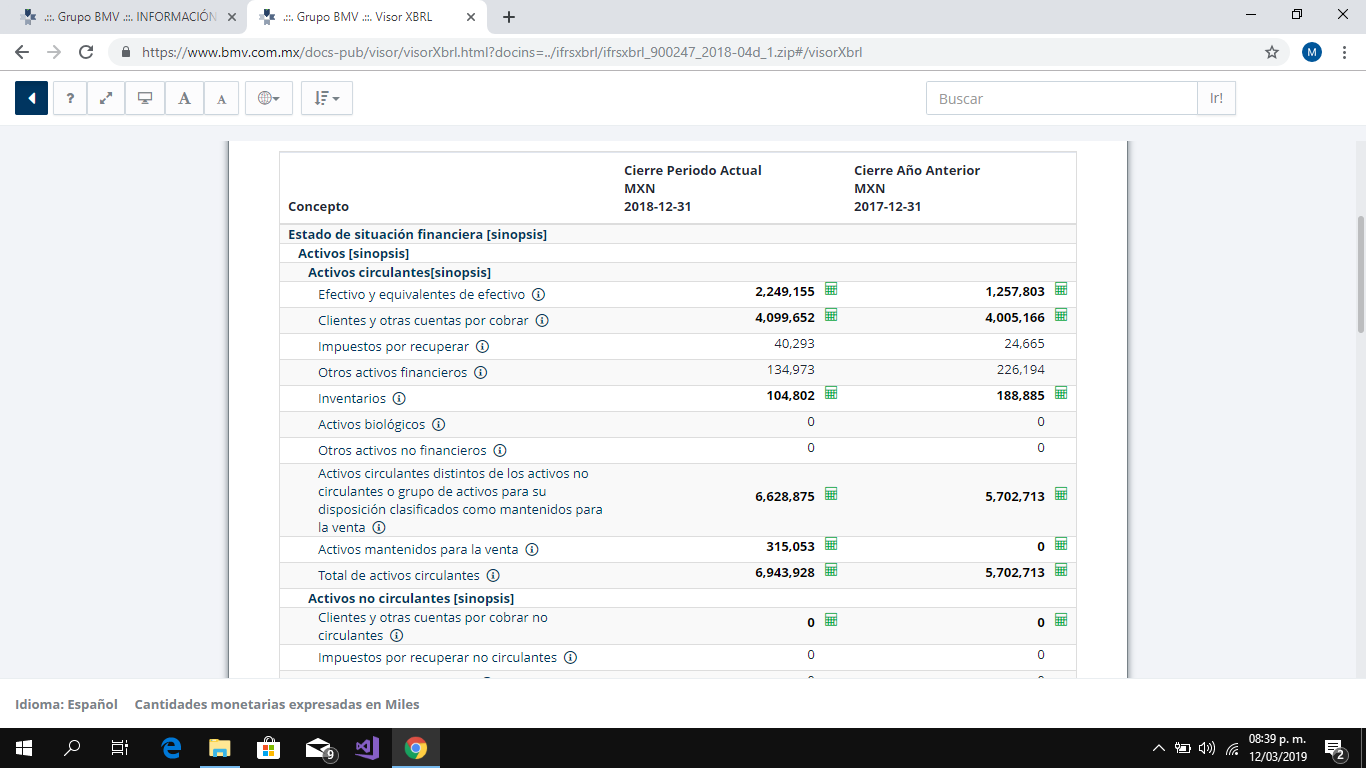 .::. Grupo BMV .::. INFORMACIÓN
.::. Grupo BMV .::. Visor XBRL
https://www.bmv.com.mx/docs-pub/visor/visorXbrl.html?docins=../ifrsxbrl/ifrsxbrl_900247_2018-04d_1.zip#/visorXbrl
M
? A A
Buscar Ir!
Concepto Cierre Periodo Actual MXN 2018-12-31 Cierre Año Anterior MXN 2017-12-31
Estado de situación financiera [sinopsis]
Activos [sinopsis]
Activos circulantes[sinopsis]
Efectivo y equivalentes de efectivo 2,249,155 1,257,803
Clientes y otras cuentas por cobrar 4,099,652 4,005,166
Impuestos por recuperar 40,293 24,665
Otros activos financieros 134,973 226,194
Inventarios 104,802 188,885
Activos biológicos 0 0
Otros activos no financieros 0 0
Activos circulantes distintos de los activos no
circulantes o grupo de activos para su
disposición clasificados como mantenidos para
la venta 6,628,875 5,702,713
Activos mantenidos para la venta 315,053 0
Total de activos circulantes 6,943,928 5,702,713
Activos no circulantes [sinopsis]
Clientes y otras cuentas por cobrar no
circulantes 0 0
Impuestos por recuperar no circulantes 0 0
Idioma: Español Cantidades monetarias expresadas en Miles
9
08:39 p. m.
12/03/2019
2